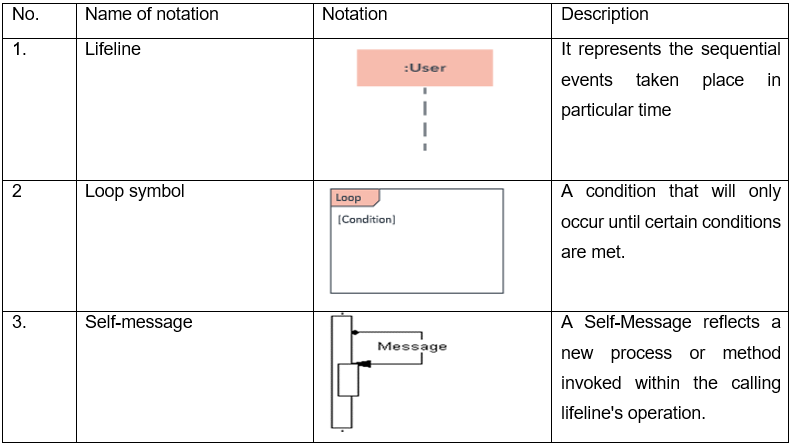 No. Name of notation Notation Description
1. Lifeline :User It represents the sequential
events taken place in
particular time
2 Loop symbol Loop A condition that will only
[Condition] occur until certain conditions
are met.
3. Self-message Message A Self-Message reflects a
new process or method
invoked within the calling
lifeline's operation.